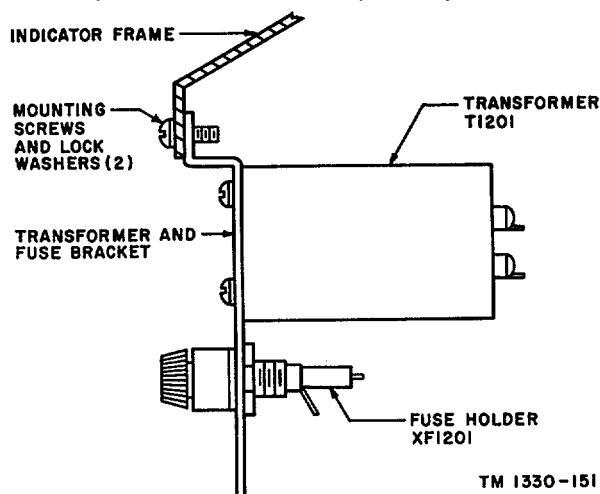 INDICATOR FRAME
MOUNTING
SCREWS
AND LOCK
WASHERS (2)
TRANSFORMER
T1201
TRANSFORMER AND
FUSE BRACKET
FUSE HOLDER
XF1201
TM 1330-151